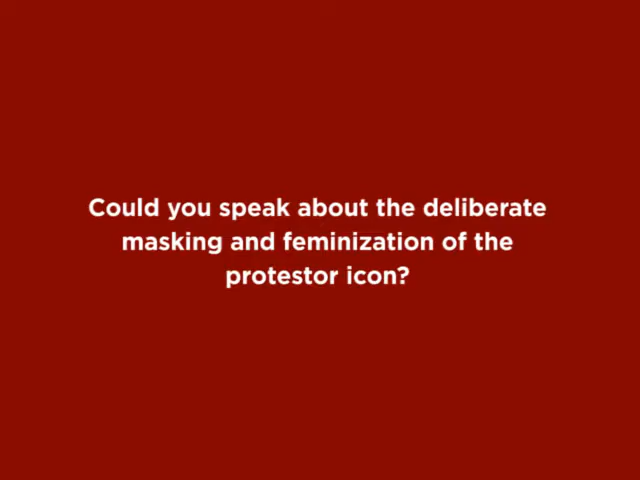 Could you speak about the deliberate
masking and feminization of the
protestor icon?